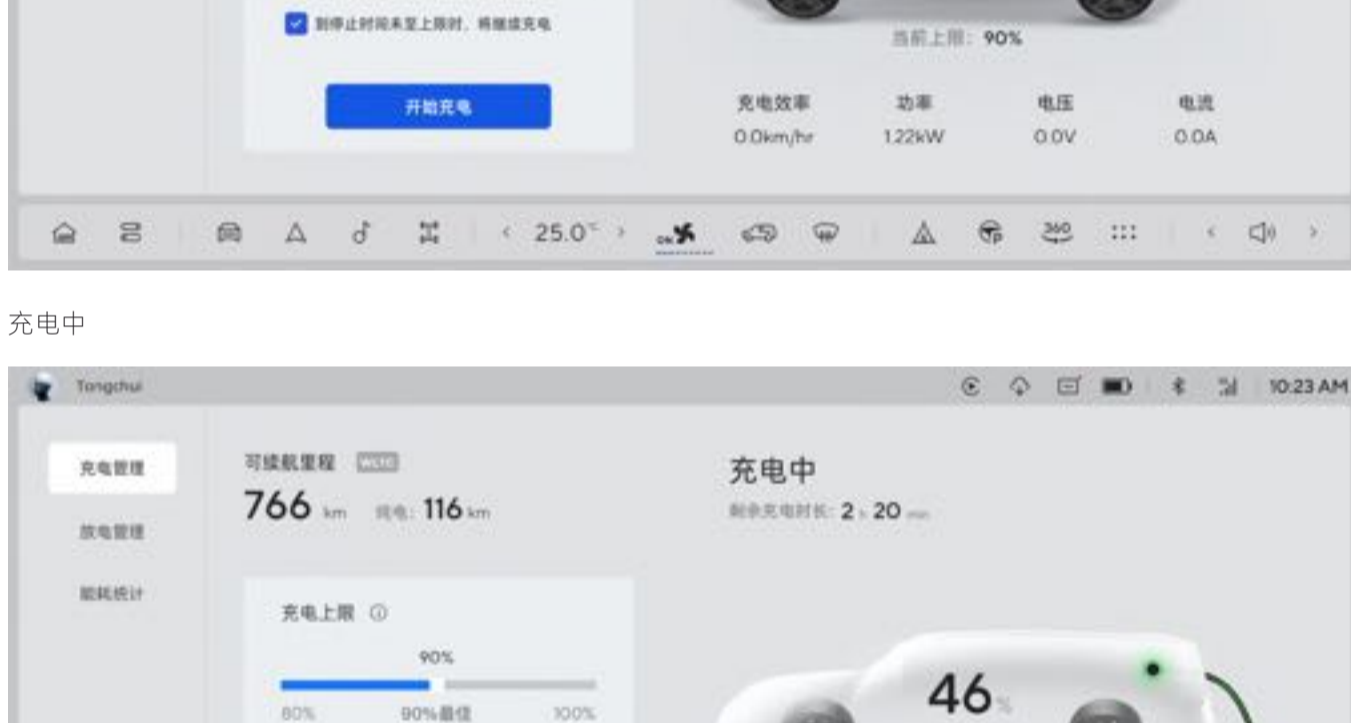 到停止时间未至上限时，将继续充电
开始充电
当前上限：90%
充电效率 功率 电压 电流
0.0km/hr 1.22kW 0.0V 0.0A
25.0℃ ON 360
充电中
Tongchui 10:23 AM
充电管理
放电管理
能耗统计
可续航里程 WLTC
766 km 纯电：116 km
充电中
剩余充电时长：2 h 20 min
充电上限
90%
80% 90%最佳 100%
46%